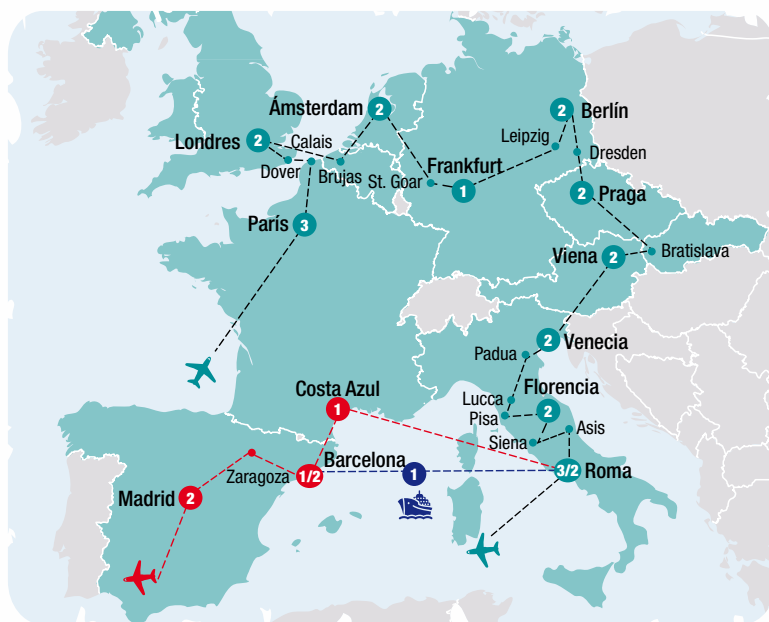 Ámsterdam
2
Berlín
2
Londres
2
Calais
Leipzig
Dover
Brujas
St. Goar
Frankfurt
1
Dresden
Praga
2
París
3
Viena
2
Bratislava
Venecia
2
Padua
Costa Azul
1
Lucca
Pisa
Florencia
2
Siena
Asis
Zaragoza
Barcelona
1/2
1
3/2
Roma
Madrid
2